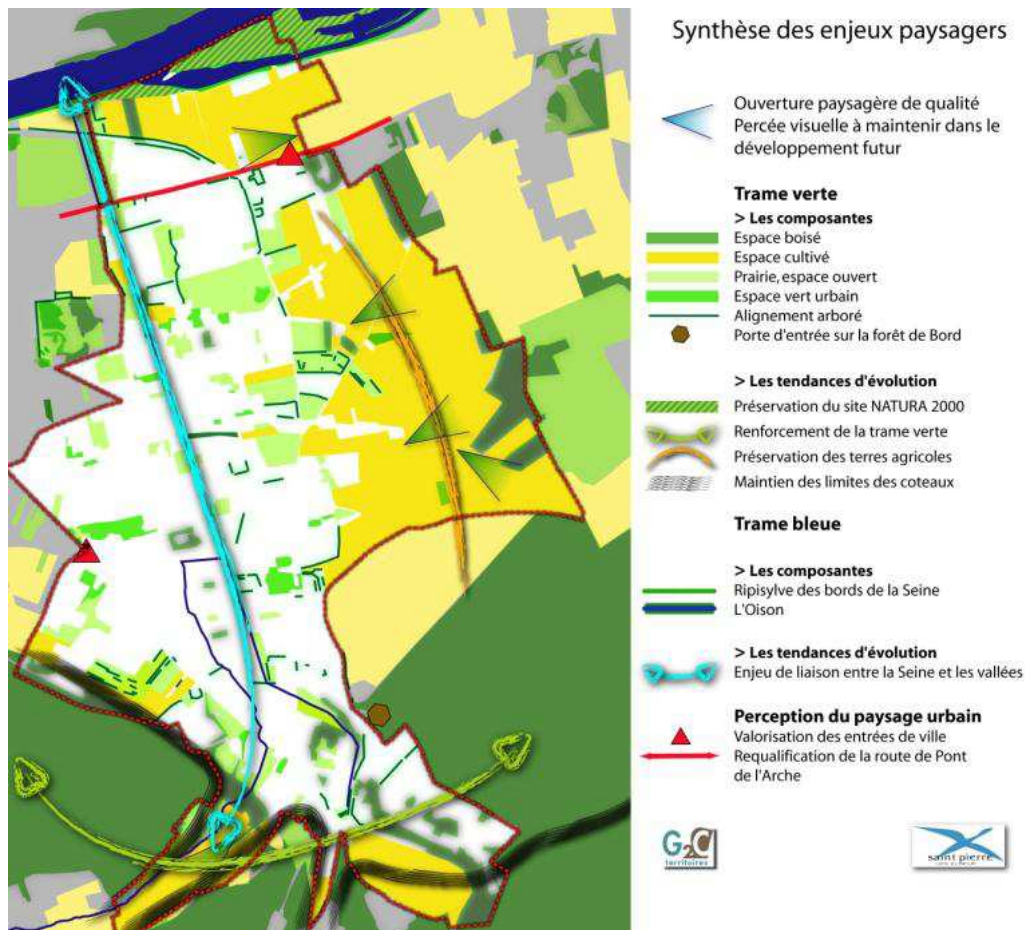 Synthèse des enjeux paysagers
Ouverture paysagère de qualité
Percée visuelle à maintenir dans le
développement futur
Trame verte
> Les composantes
Espace boisé
Espace cultivé
Prairie, espace ouvert
Espace vert urbain
Alignement arboré
Porte d'entrée sur la forêt de Bord
> Les tendances d'évolution
Préservation du site NATURA 2000
Renforcement de la trame verte
Préservation des terres agricoles
Maintien des limites des coteaux
Trame bleue
> Les composantes
Ripisylve des bords de la Seine
L'Oison
> Les tendances d'évolution
Enjeu de liaison entre la Seine et les vallées
Perception du paysage urbain
Valorisation des entrées de ville
Requalification de la route de Pont
de l'Arche
G2C
territoires
saint pierre